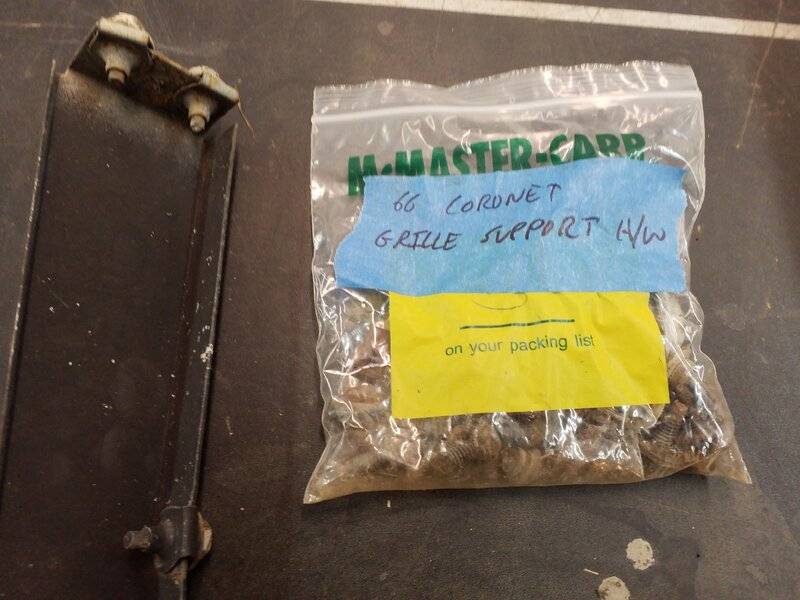 McMASTER-CARR
66 CORONET
GRILLE SUPPORT H/W
on your packing list